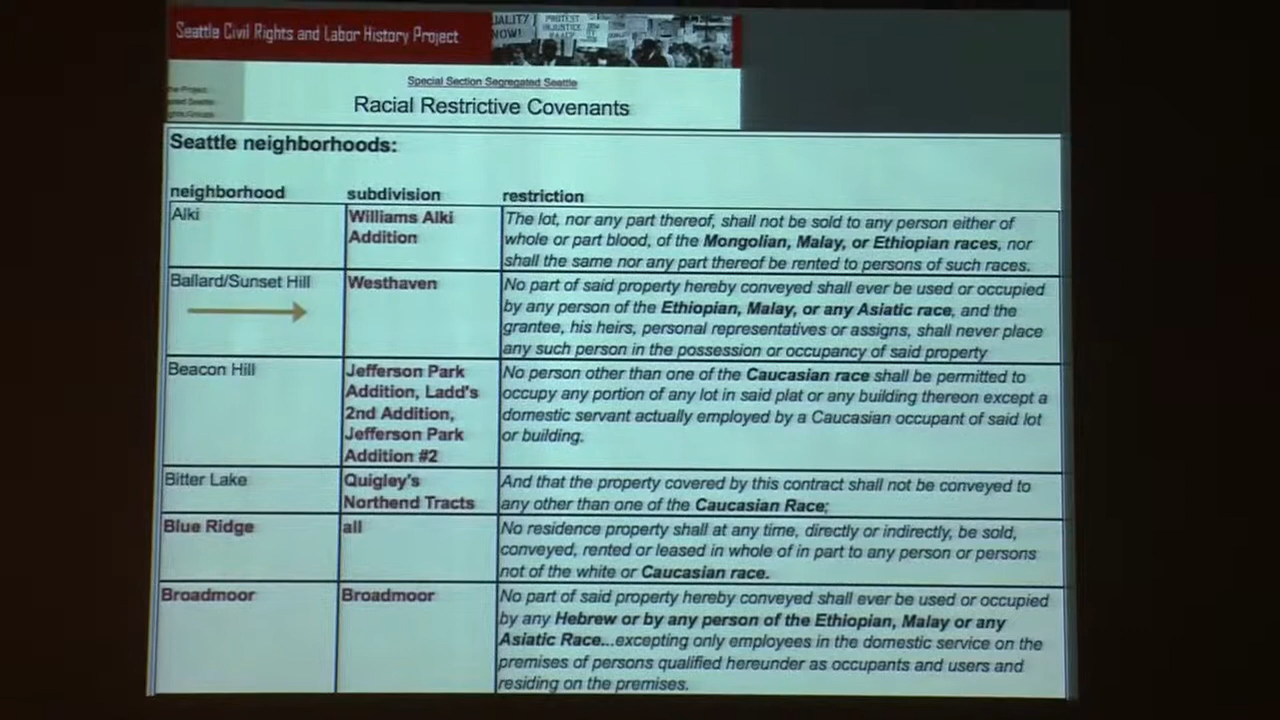 Seattle Civil Rights and Labor History Project
UALITY
NOW!
PROTEST
INJUSTICE
Special Section Segregated Seattle
Racial Restrictive Covenants
Seattle neighborhoods:
neighborhood subdivision restriction
Alki
Williams Alki
Addition
The lot, nor any part thereof, shall not be sold to any person either of
whole or part blood, of the Mongolian, Malay, or Ethiopian races, nor
shall the same nor any part thereof be rented to persons of such races.
Ballard/Sunset Hill
Westhaven
No part of said property hereby conveyed shall ever be used or occupied
by any person of the Ethiopian, Malay, or any Asiatic race, and the
grantee, his heirs, personal representatives or assigns, shall never place
any such person in the possession or occupancy of said property
Beacon Hill
Jefferson Park
Addition, Ladd's
2nd Addition,
Jefferson Park
Addition #2
No person other than one of the Caucasian race shall be permitted to
occupy any portion of any lot in said plat or any building thereon except a
domestic servant actually employed by a Caucasian occupant of said lot
or building.
Bitter Lake
Quigley's
Northend Tracts
And that the property covered by this contract shall not be conveyed to
any other than one of the Caucasian Race;
Blue Ridge
all
No residence property shall at any time, directly or indirectly, be sold,
conveyed, rented or leased in whole of in part to any person or persons
not of the white or Caucasian race.
Broadmoor
Broadmoor
No part of said property hereby conveyed shall ever be used or occupied
by any Hebrew or by any person of the Ethiopian, Malay or any
Asiatic Race...excepting only employees in the domestic service on the
premises of persons qualified hereunder as occupants and users and
residing on the premises.